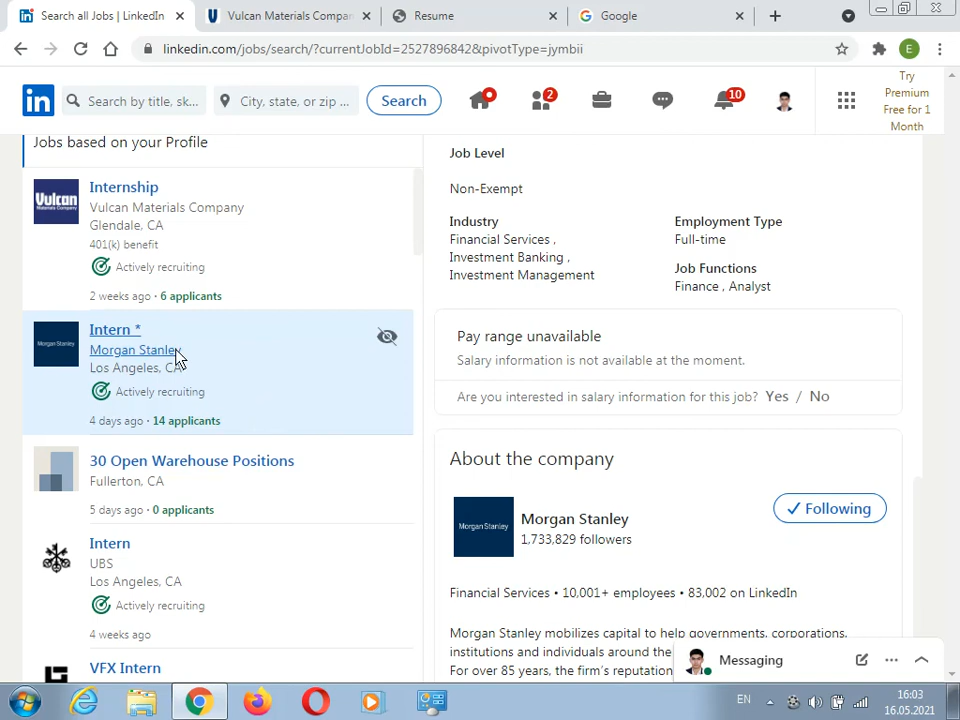 Search all Jobs | LinkedIn
Vulcan Materials Compan
Resume
Google
E
linkedin.com/jobs/search/?currentJobId=2527896842&pivotType=jymbii
in
Search by title, sk...
City, state, or zip ...
Search
2
10
Try
Premium
Free for 1
Month
Jobs based on your Profile
Internship
Vulcan Materials Company
Vulcan Materials Company
Glendale, CA
401(k) benefit
Actively recruiting
2 weeks ago · 6 applicants
Intern *
Morgan Stanley
Morgan Stanley
Los Angeles, CA
Actively recruiting
4 days ago · 14 applicants
30 Open Warehouse Positions
Fullerton, CA
5 days ago · 0 applicants
Intern
UBS
Los Angeles, CA
Actively recruiting
4 weeks ago
VFX Intern
Job Level
Non-Exempt
Industry
Financial Services ,
Investment Banking ,
Investment Management
Employment Type
Full-time
Job Functions
Finance , Analyst
Pay range unavailable
Salary information is not available at the moment.
Are you interested in salary information for this job? Yes / No
About the company
Morgan Stanley
Morgan Stanley
1,733,829 followers
Following
Financial Services • 10,001+ employees • 83,002 on LinkedIn
Morgan Stanley mobilizes capital to help governments, corporations,
institutions and individuals around the
For over 85 years, the firm's reputation
Messaging
EN
16:03
16.05.2021